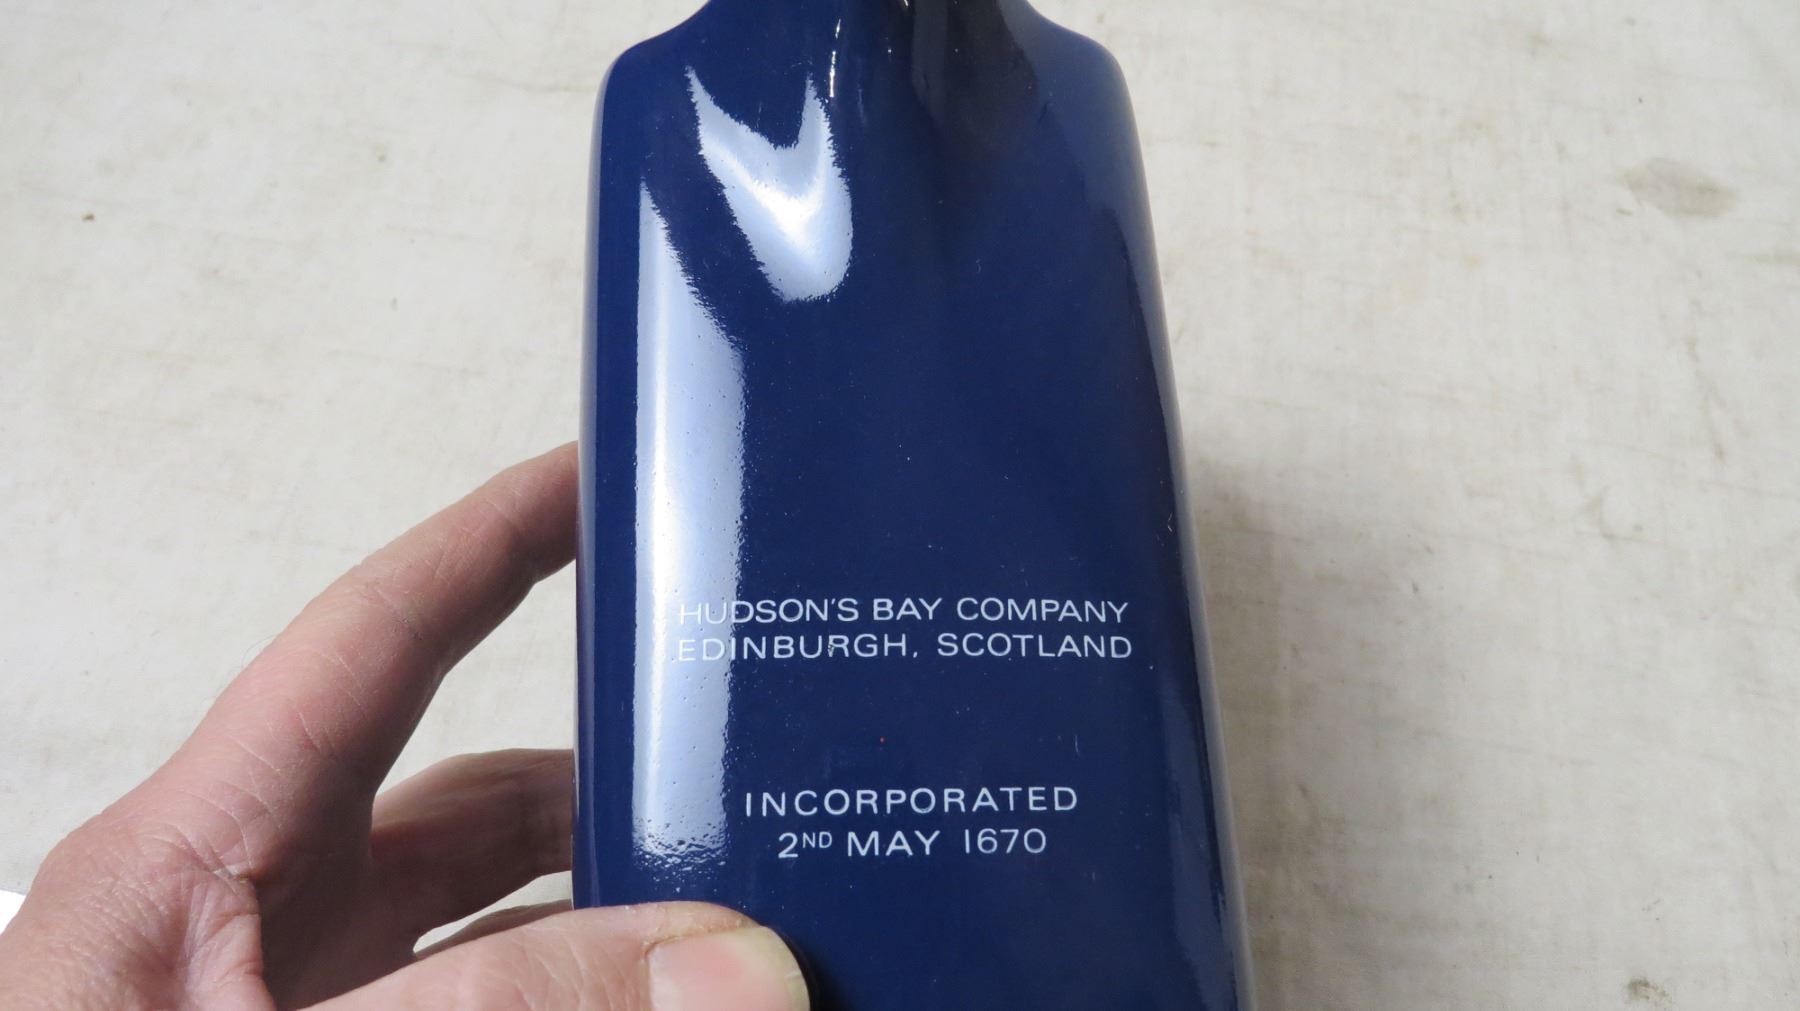 HUDSON'S BAY COMPANY
EDINBURGH, SCOTLAND
INCORPORATED
2ND MAY 1670